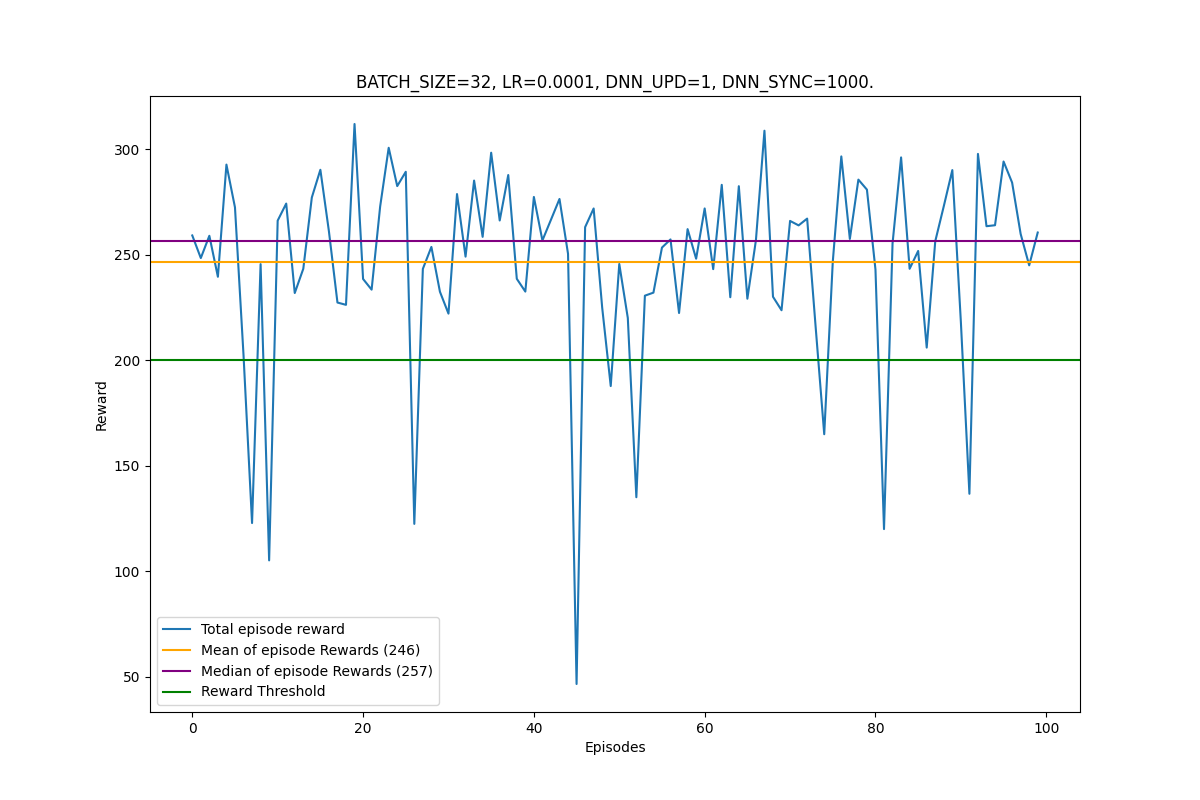 BATCH_SIZE=32, LR=0.0001, DNN_UPD=1, DNN_SYNC=1000.
300
250
200
150
100
50
Reward
Total episode reward
Mean of episode Rewards (246)
Median of episode Rewards (257)
Reward Threshold
0 20 40 60 80 100
Episodes